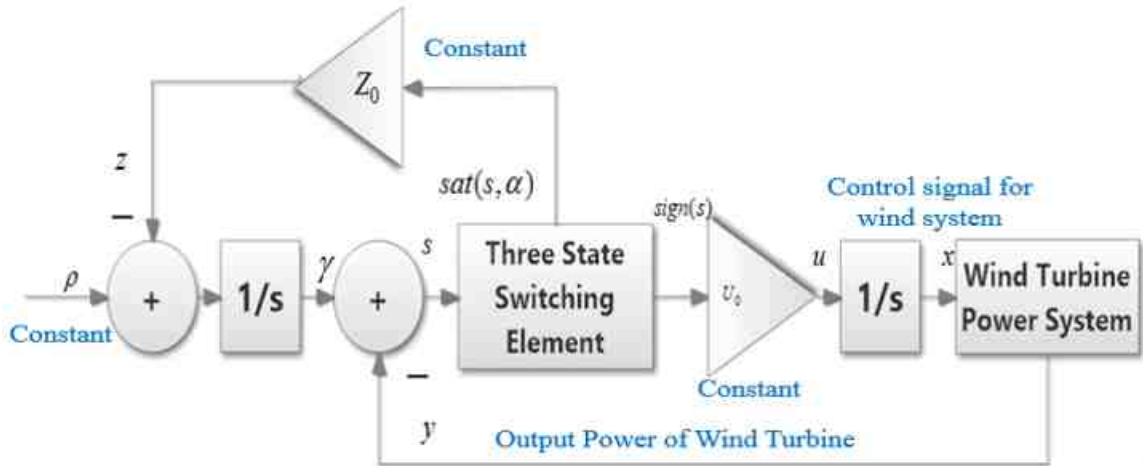 Constant
Z₀
z
sat(s,α)
Control signal for
wind system
sign(s)
−
ρ
+
1/s
γ
+
s
Three State
Switching
Element
υ₀
u
1/s
x
Wind Turbine
Power System
Constant
−
Constant
y
Output Power of Wind Turbine